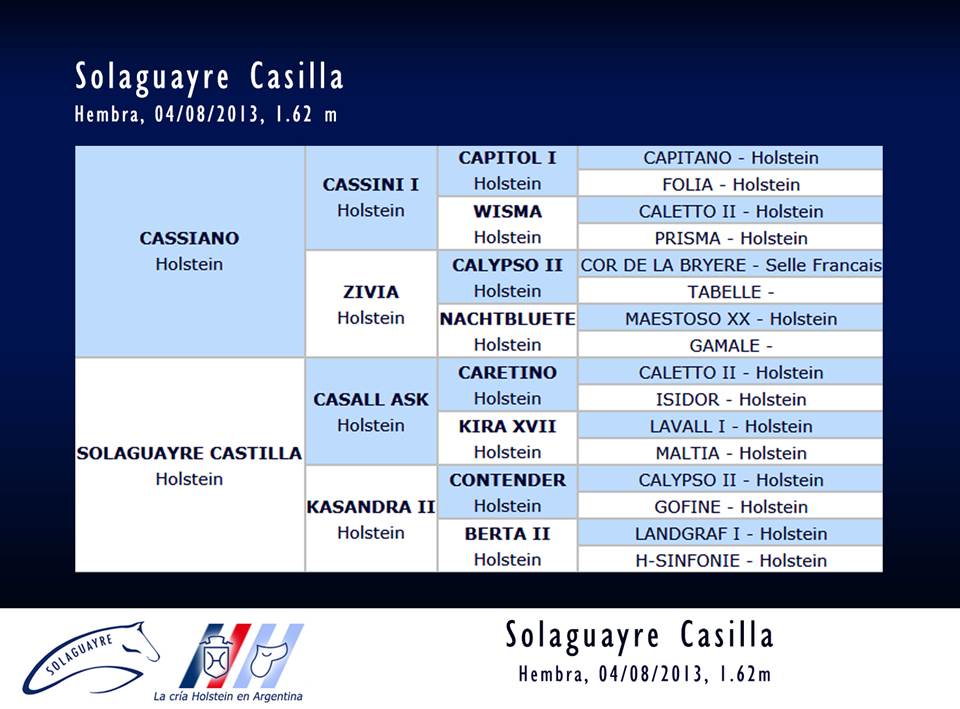 Solaguayre Casilla
Hembra, 04/08/2013, 1.62 m
CASSIANO
Holstein
CASSINI I
Holstein
CAPITOL I
Holstein
CAPITANO - Holstein
FOLIA - Holstein
WISMA
Holstein
CALETTO II - Holstein
PRISMA - Holstein
ZIVIA
Holstein
CALYPSO II
Holstein
COR DE LA BRYERE - Selle Francais
TABELLE -
NACHTBLUETE
Holstein
MAESTOSO XX - Holstein
GAMALE -
SOLAGUAYRE CASTILLA
Holstein
CASALL ASK
Holstein
CARETINO
Holstein
CALETTO II - Holstein
ISIDOR - Holstein
KIRA XVII
Holstein
LAVALL I - Holstein
MALTIA - Holstein
KASANDRA II
Holstein
CONTENDER
Holstein
CALYPSO II - Holstein
GOFINE - Holstein
BERTA II
Holstein
LANDGRAF I - Holstein
H-SINFONIE - Holstein
SOLAGUAYRE
La cría Holstein en Argentina
Solaguayre Casilla
Hembra, 04/08/2013, 1.62m